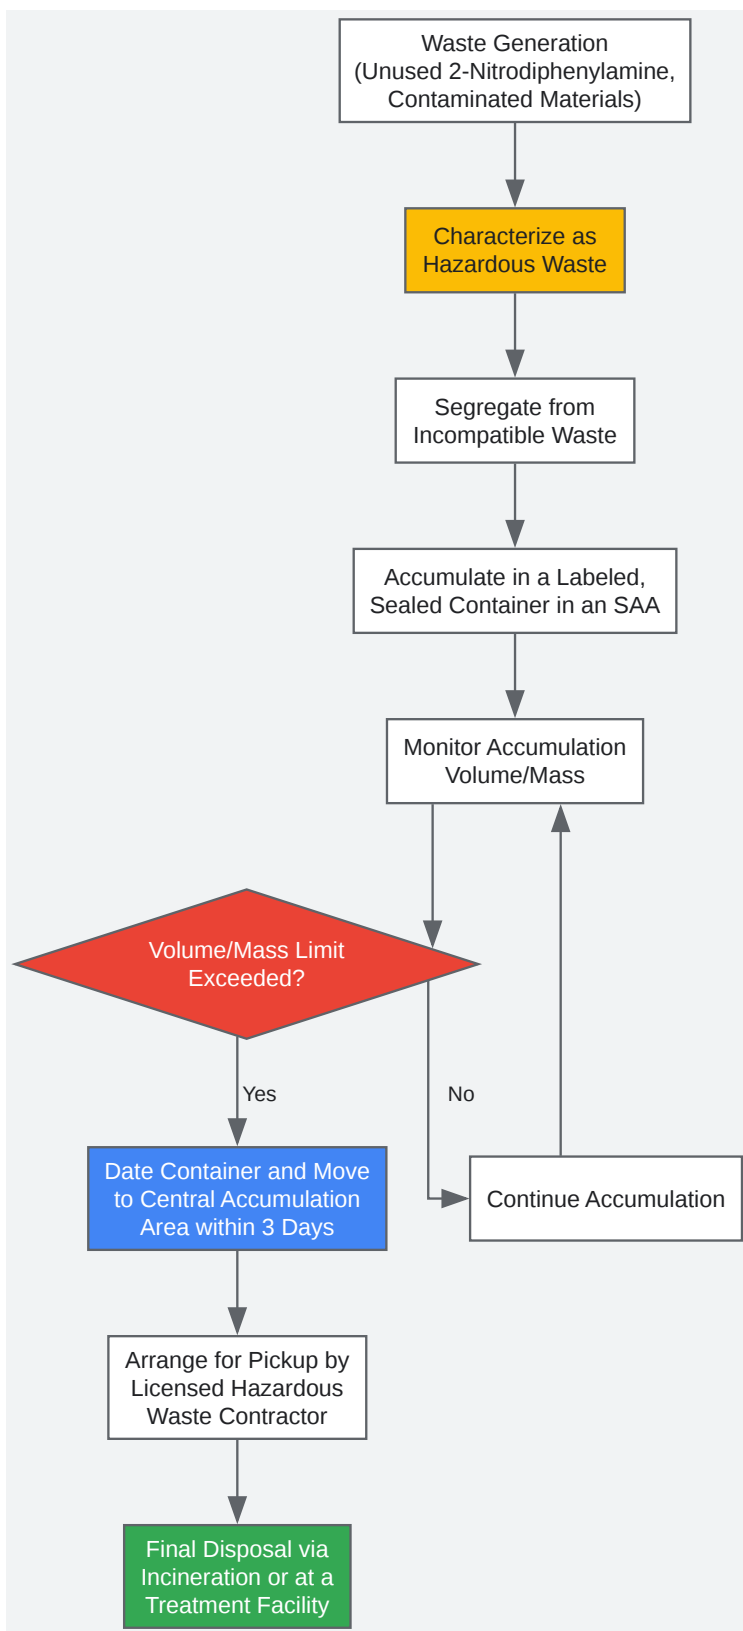 Waste Generation
(Unused 2-Nitrodiphenylamine,
Contaminated Materials)
Characterize as
Hazardous Waste
Segregate from
Incompatible Waste
Accumulate in a Labeled,
Sealed Container in an SAA
Monitor Accumulation
Volume/Mass
Volume/Mass Limit
Exceeded?
Yes
No
Date Container and Move
to Central Accumulation
Area within 3 Days
Continue Accumulation
Arrange for Pickup by
Licensed Hazardous
Waste Contractor
Final Disposal via
Incineration or at a
Treatment Facility